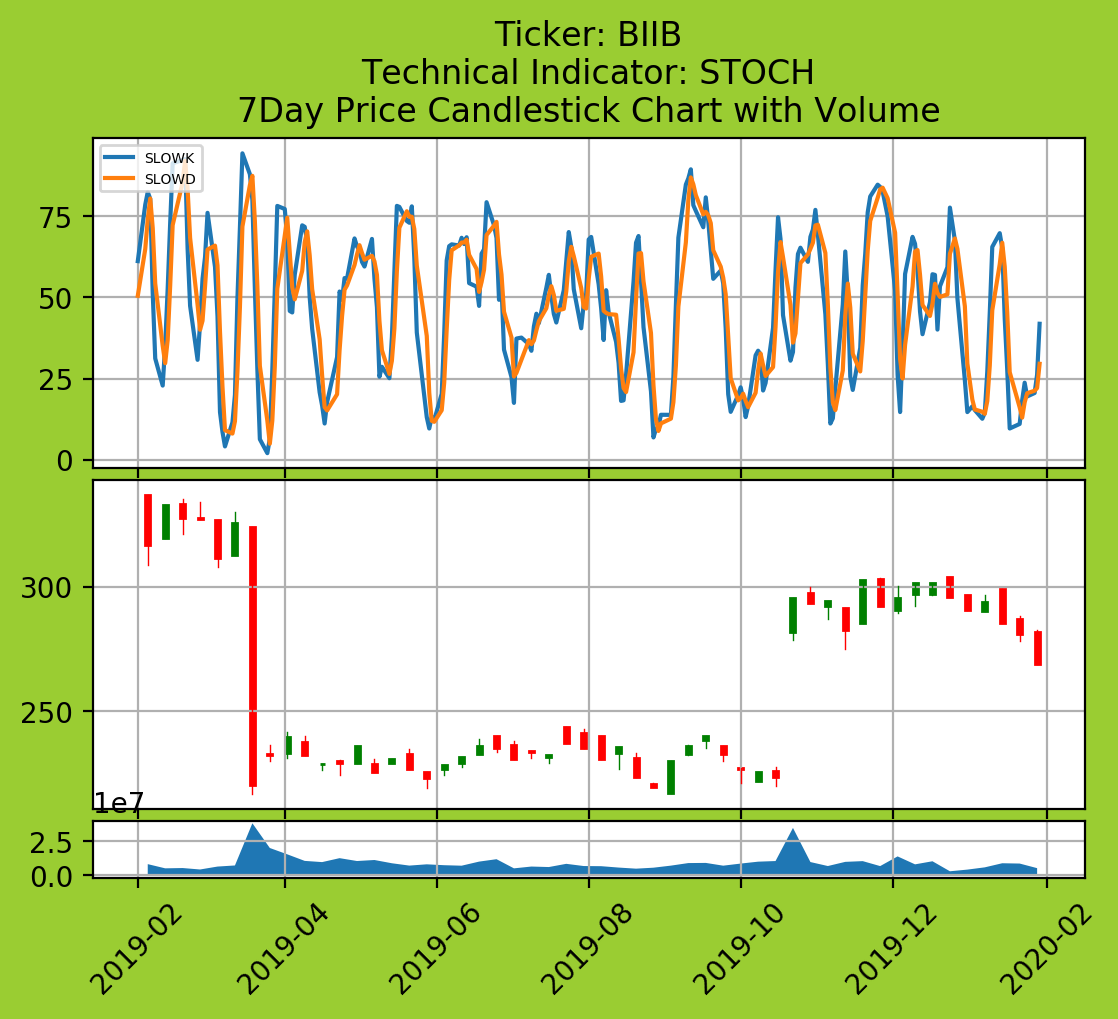 Ticker: BIIB
Technical Indicator: STOCH
7Day Price Candlestick Chart with Volume
SLOWK
SLOWD
75
50
25
0
300
250
1e7
2.5
0.0
2019-02
2019-04
2019-06
2019-08
2019-10
2019-12
2020-02